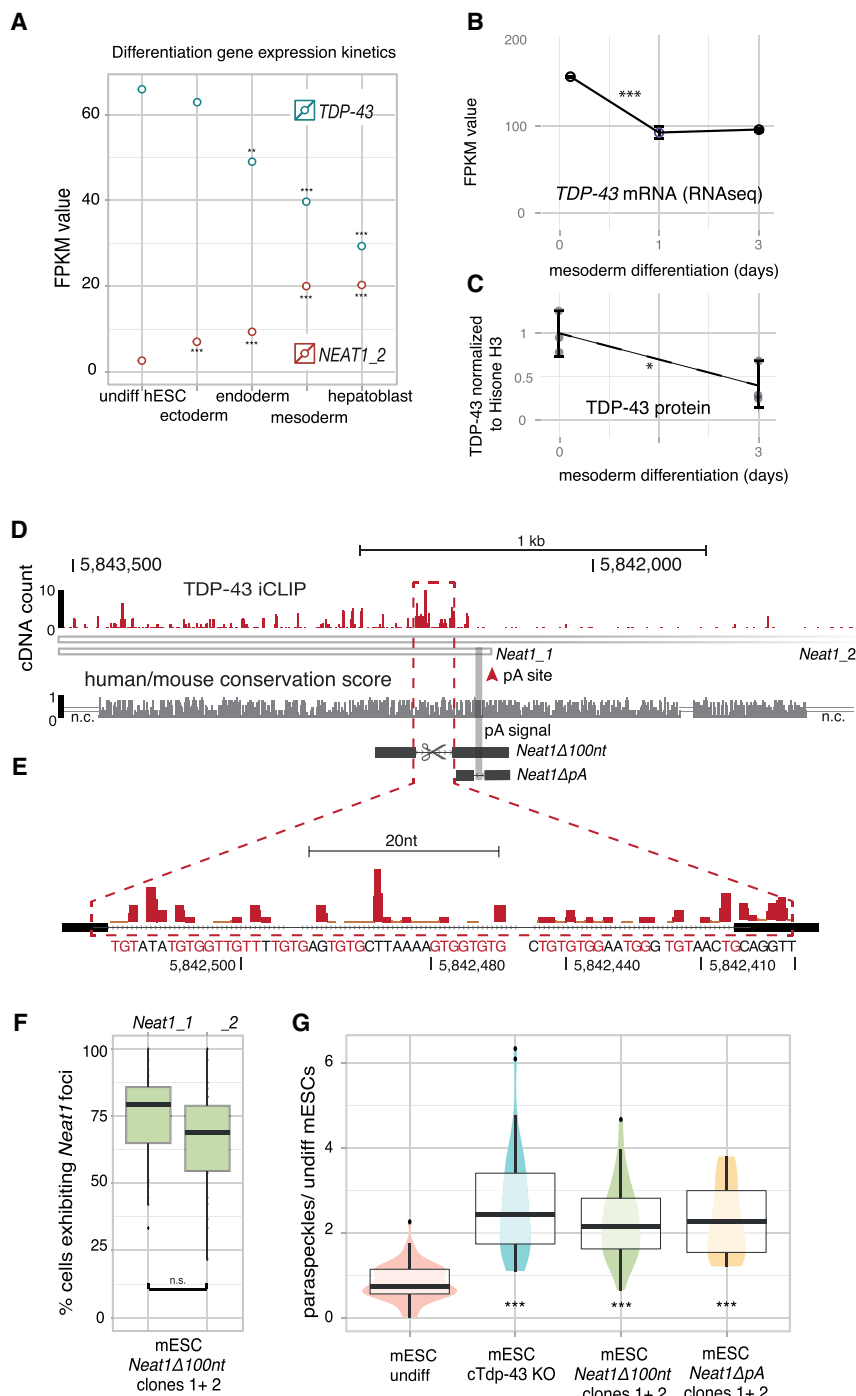 A
Differentiation gene expression kinetics
FPKM value
60
40
20
0
TDP-43
NEAT1_2
**
***
***
***
***
***
***
undiff hESC
ectoderm
endoderm
mesoderm
hepatoblast
B
FPKM value
200
100
0
***
TDP-43 mRNA (RNAseq)
0
1
3
mesoderm differentiation (days)
C
TDP-43 normalized
to Hisone H3
1
0.5
0
*
TDP-43 protein
0
1
3
mesoderm differentiation (days)
D
1 kb
5,843,500
5,842,000
cDNA count
10
0
TDP-43 iCLIP
Neat1_1
Neat1_2
pA site
human/mouse conservation score
1
0
n.c.
n.c.
pA signal
Neat1Δ100nt
Neat1ΔpA
E
20nt
TGTATATGTGGTTGTTTTGTGAGTGTGCTTAAAAGTGGTGTG CTGTGTGGAATGGG TGTAACTGCAGGTT
5,842,500
5,842,480
5,842,440
5,842,410
F
Neat1_1 _2
% cells exhibiting Neat1 foci
100
75
50
25
0
n.s.
mESC
Neat1Δ100nt
clones 1+ 2
G
paraspeckles/ undiff mESCs
6
4
2
0
***
***
***
mESC
undiff
mESC
cTdp-43 KO
mESC
Neat1Δ100nt
clones 1+ 2
mESC
Neat1ΔpA
clones 1+ 2